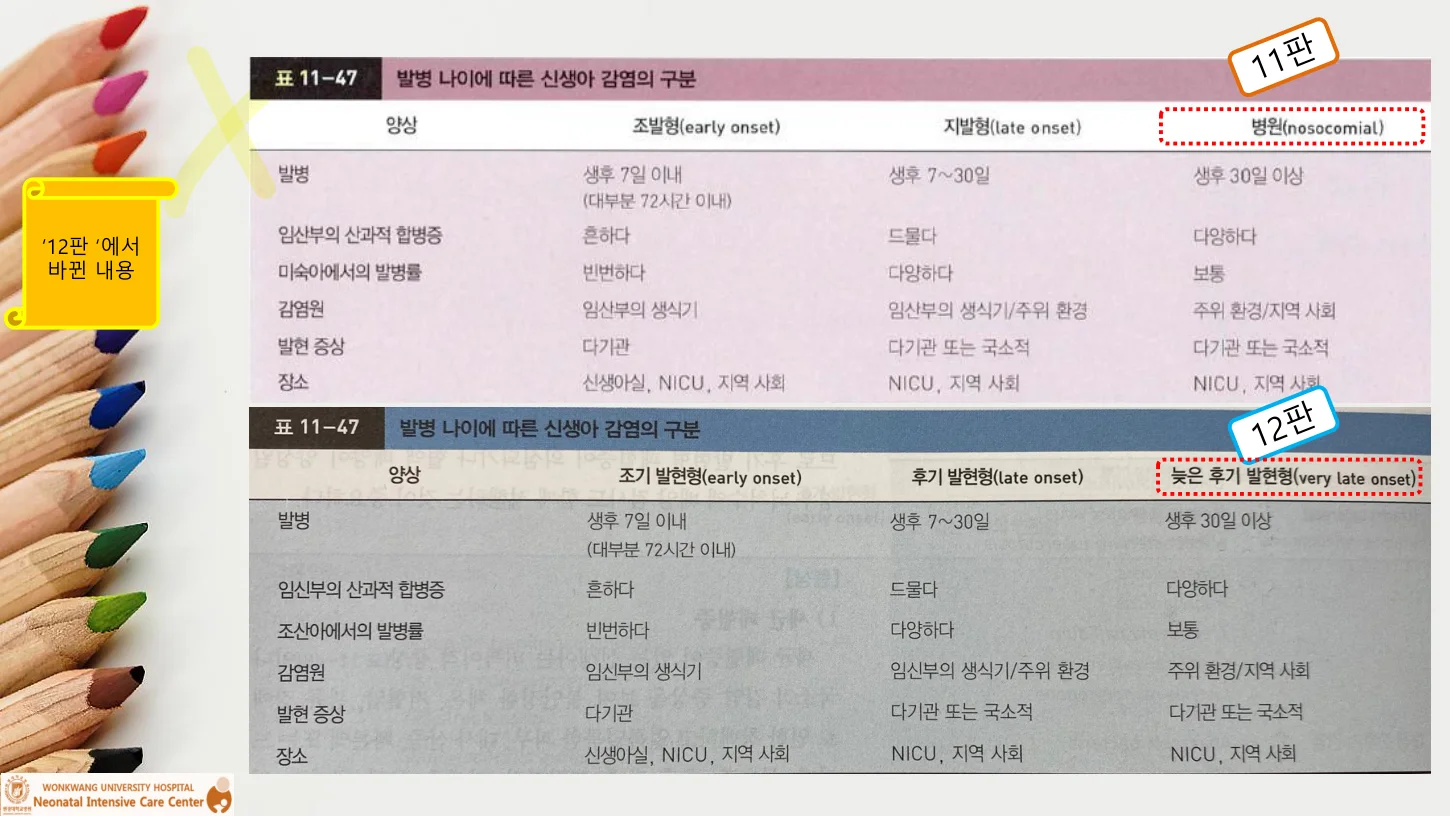 11판
표 11-47 발병 나이에 따른 신생아 감염의 구분
양상 조발형(early onset) 지발형(late onset) 병원(nosocomial)
발병 생후 7일 이내 생후 7~30일 생후 30일 이상
(대부분 72시간 이내)
임산부의 산과적 합병증 흔하다 드물다 다양하다
미숙아에서의 발병률 빈번하다 다양하다 보통
감염원 임산부의 생식기 임산부의 생식기/주위 환경 주위 환경/지역 사회
발현 증상 다기관 다기관 또는 국소적 다기관 또는 국소적
장소 신생아실, NICU, 지역 사회 NICU, 지역 사회 NICU, 지역 사회
‘12판 ‘에서
바뀐 내용
12판
표 11-47 발병 나이에 따른 신생아 감염의 구분
양상 조기 발현형(early onset) 후기 발현형(late onset) 늦은 후기 발현형(very late onset)
발병 생후 7일 이내 생후 7~30일 생후 30일 이상
(대부분 72시간 이내)
임신부의 산과적 합병증 흔하다 드물다 다양하다
조산아에서의 발병률 빈번하다 다양하다 보통
감염원 임신부의 생식기 임신부의 생식기/주위 환경 주위 환경/지역 사회
발현 증상 다기관 다기관 또는 국소적 다기관 또는 국소적
장소 신생아실, NICU, 지역 사회 NICU, 지역 사회 NICU, 지역 사회
WONKWANG UNIVERSITY HOSPITAL
Neonatal Intensive Care Center